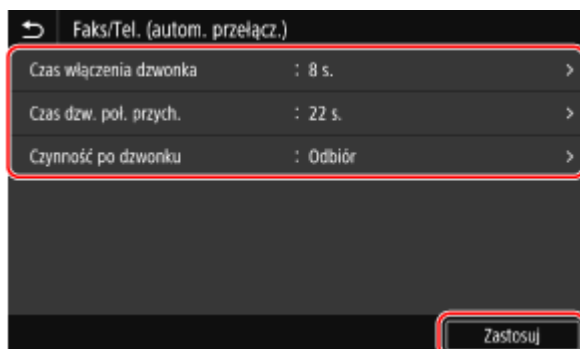 Faks/Tel. (autom. przełącz.)
Czas włączenia dzwonka : 8 s. >
Czas dzw. poł. przych. : 22 s. >
Czynność po dzwonku : Odbiór >
Zastosuj